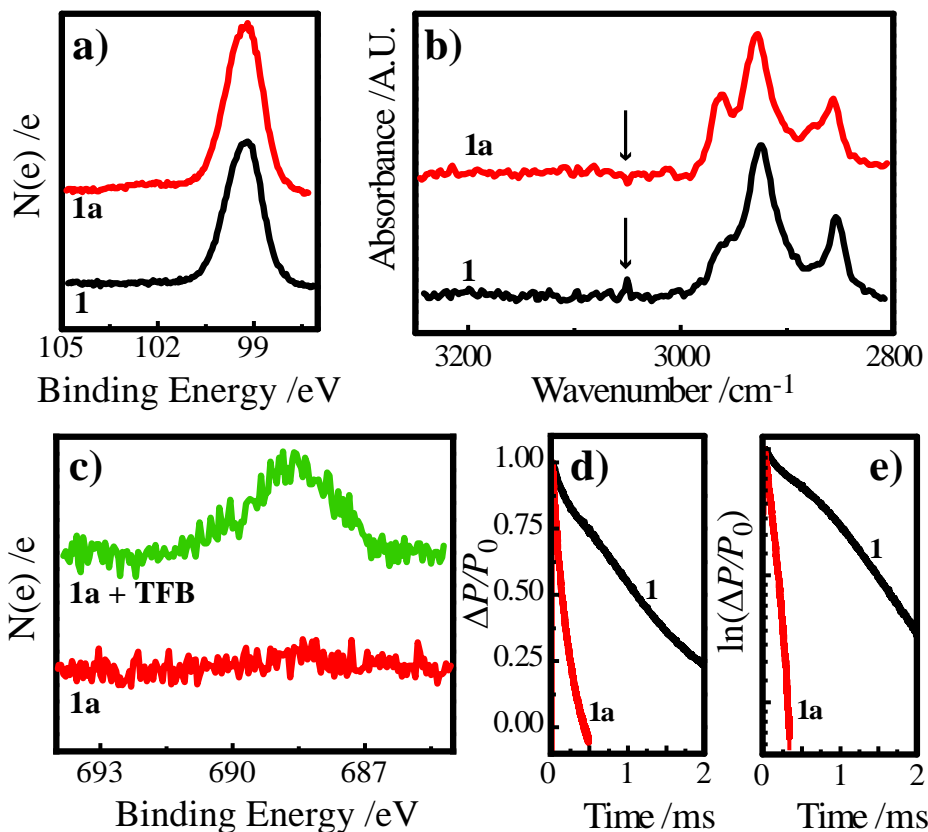 a)
N(e) /e
1a
1
105 102 99
Binding Energy /eV
b)
Absorbance /A.U.
1a
1
3200 3000 2800
Wavenumber /cm-1
c)
N(e) /e
1a + TFB
1a
693 690 687
Binding Energy /eV
d)
ΔP/P0
1.00
0.75
0.50
0.25
0.00
1
1a
0 1 2
Time /ms
e)
ln(ΔP/P0)
1
1a
0 1 2
Time /ms